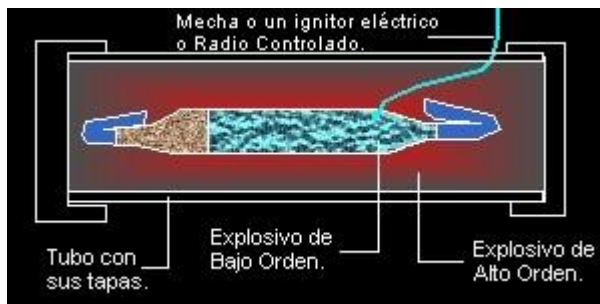 Mecha o un ignitor eléctrico
o Radio Controlado.
Tubo con
sus tapas.
Explosivo de
Bajo Orden.
Explosivo de
Alto Orden.